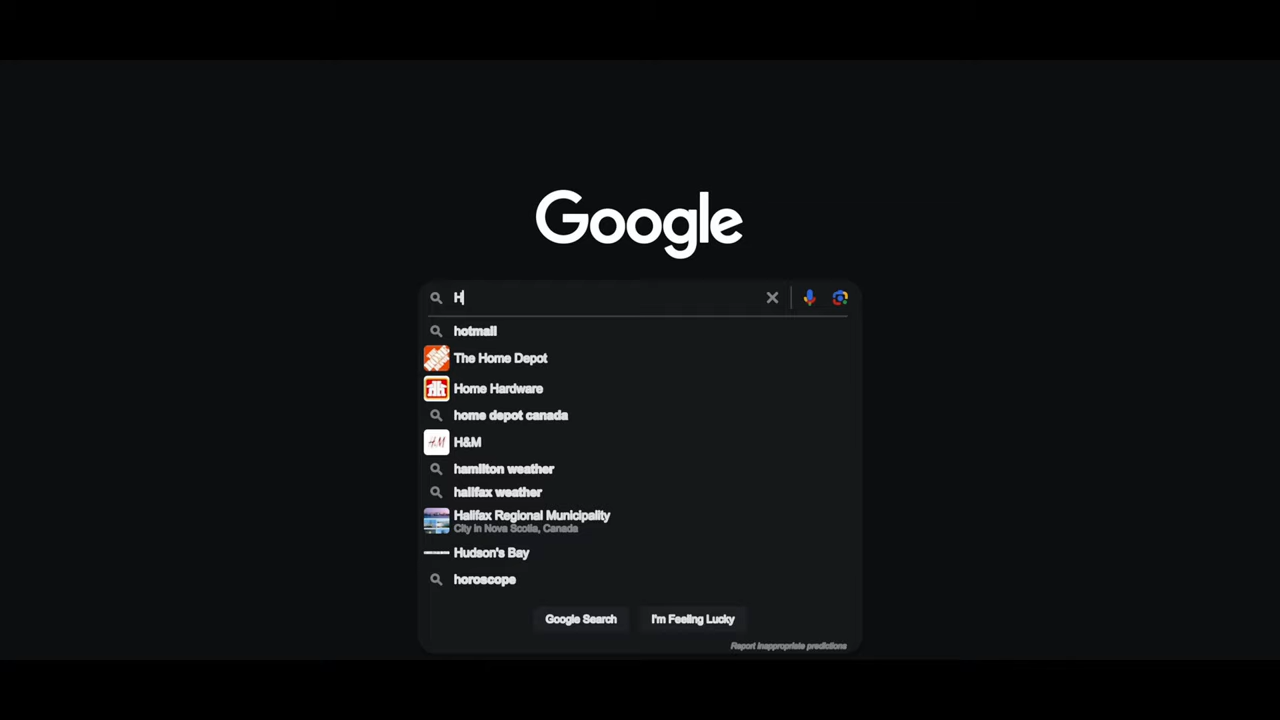 Google
H
hotmail
The Home Depot
Home Hardware
home depot canada
H&M
hamilton weather
halifax weather
Halifax Regional Municipality
City in Nova Scotia, Canada
Hudson's Bay
horoscope
Google Search
I'm Feeling Lucky
Report inappropriate predictions